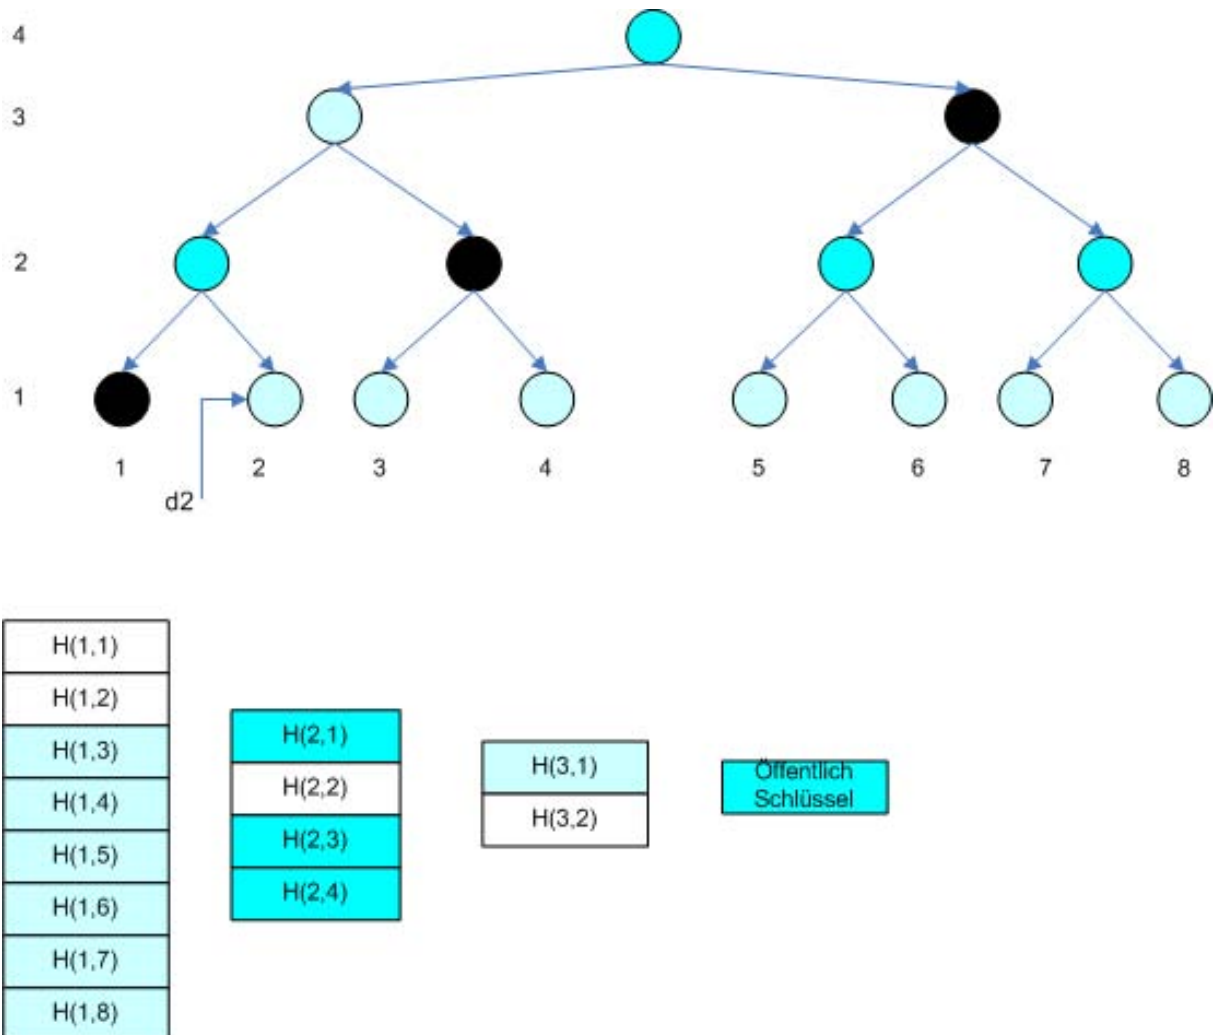 4
3
2
1
1 2 3 4 5 6 7 8
d2
H(1,1)
H(1,2)
H(1,3)
H(1,4)
H(1,5)
H(1,6)
H(1,7)
H(1,8)
H(2,1)
H(2,2)
H(2,3)
H(2,4)
H(3,1)
H(3,2)
Öffentlich
Schlüssel